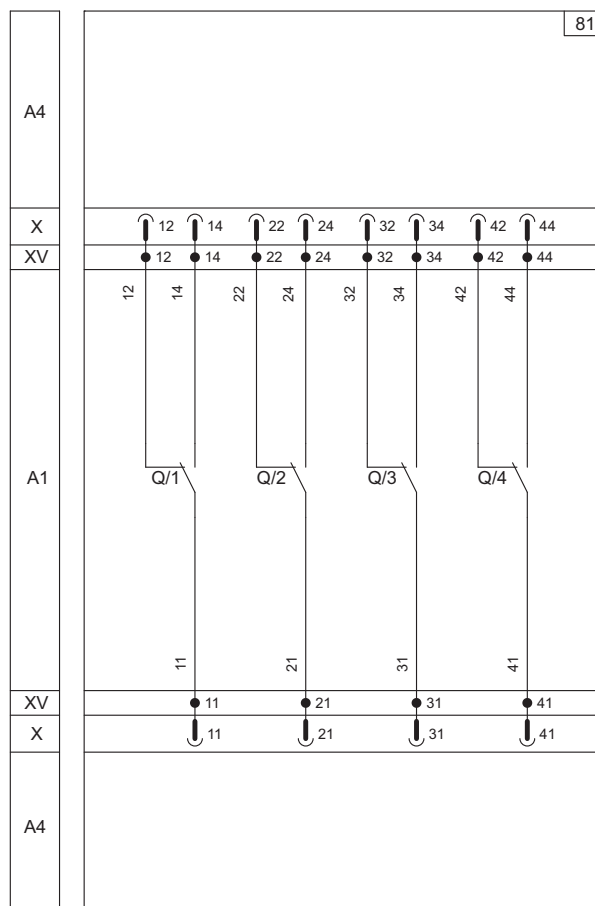 81
A4
X 12 14 22 24 32 34 42 44
XV 12 14 22 24 32 34 42 44
12 14 22 24 32 34 42 44
A1 Q/1 Q/2 Q/3 Q/4
11 21 31 41
XV 11 21 31 41
X 11 21 31 41
A4